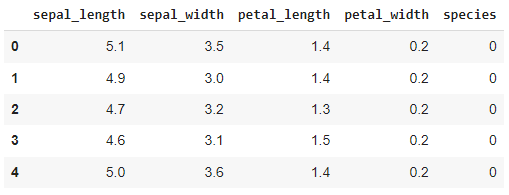 sepal_length sepal_width petal_length petal_width species
0 5.1 3.5 1.4 0.2 0
1 4.9 3.0 1.4 0.2 0
2 4.7 3.2 1.3 0.2 0
3 4.6 3.1 1.5 0.2 0
4 5.0 3.6 1.4 0.2 0